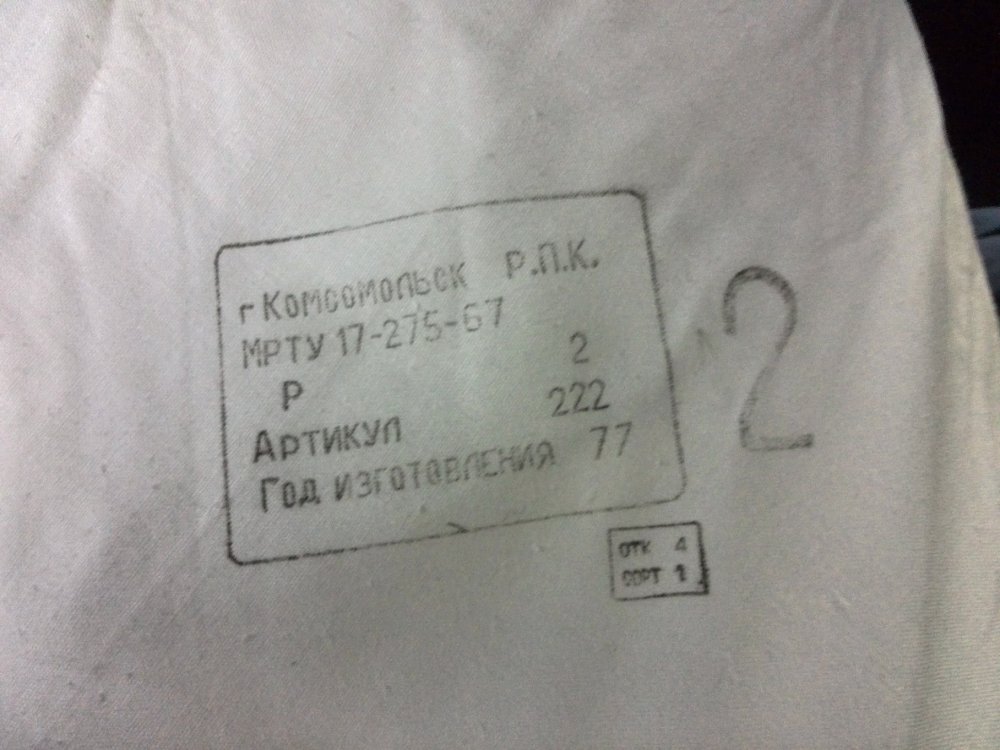 г Комсомольск Р.П.К.
МРТУ 17-275-67
Р 2
Артикул 222
Год изготовления 77
2
ОТК 4
СОРТ 1